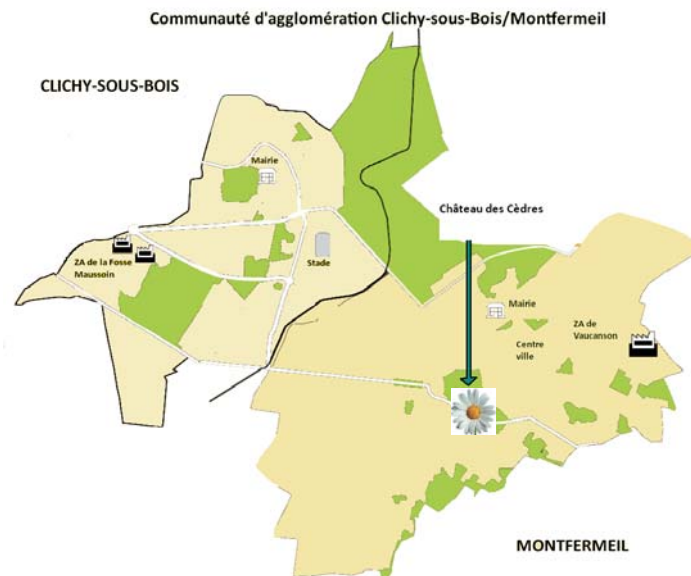 Communauté d'agglomération Clichy-sous-Bois/Montfermeil
CLICHY-SOUS-BOIS
Mairie
Château des Cèdres
ZA de la Fosse
Maussoin
Stade
Mairie
ZA de
Vaucanson
Centre
ville
MONTFERMEIL